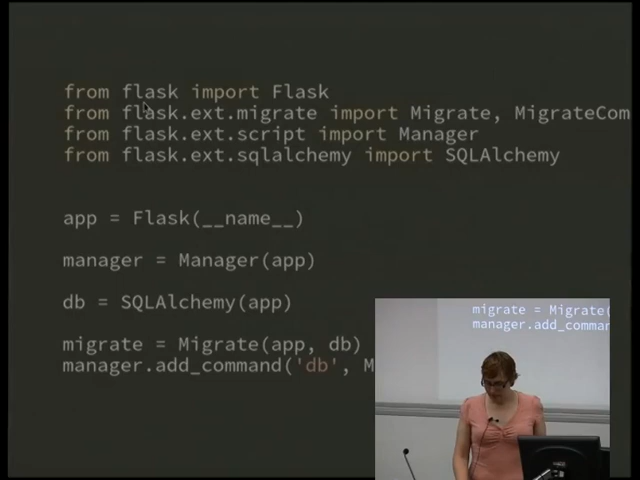 from flask import Flask
from flask.ext.migrate import Migrate, MigrateCom
from flask.ext.script import Manager
from flask.ext.sqlalchemy import SQLAlchemy
app = Flask(__name__)
manager = Manager(app)
db = SQLAlchemy(app)
migrate = Migrate(app, db)
manager.add_command('db', M
migrate = Migrate(
manager.add_comman